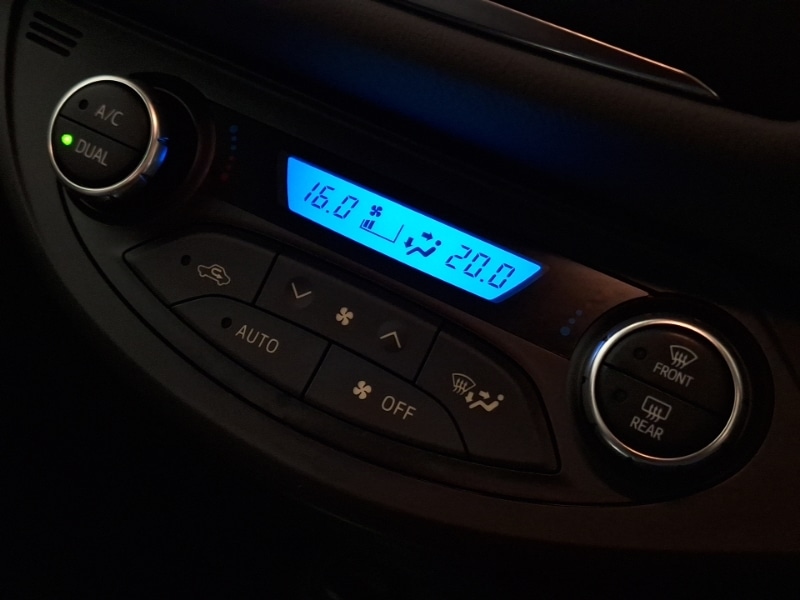 A/C
DUAL
16.0
20.0
AUTO
OFF
FRONT
REAR